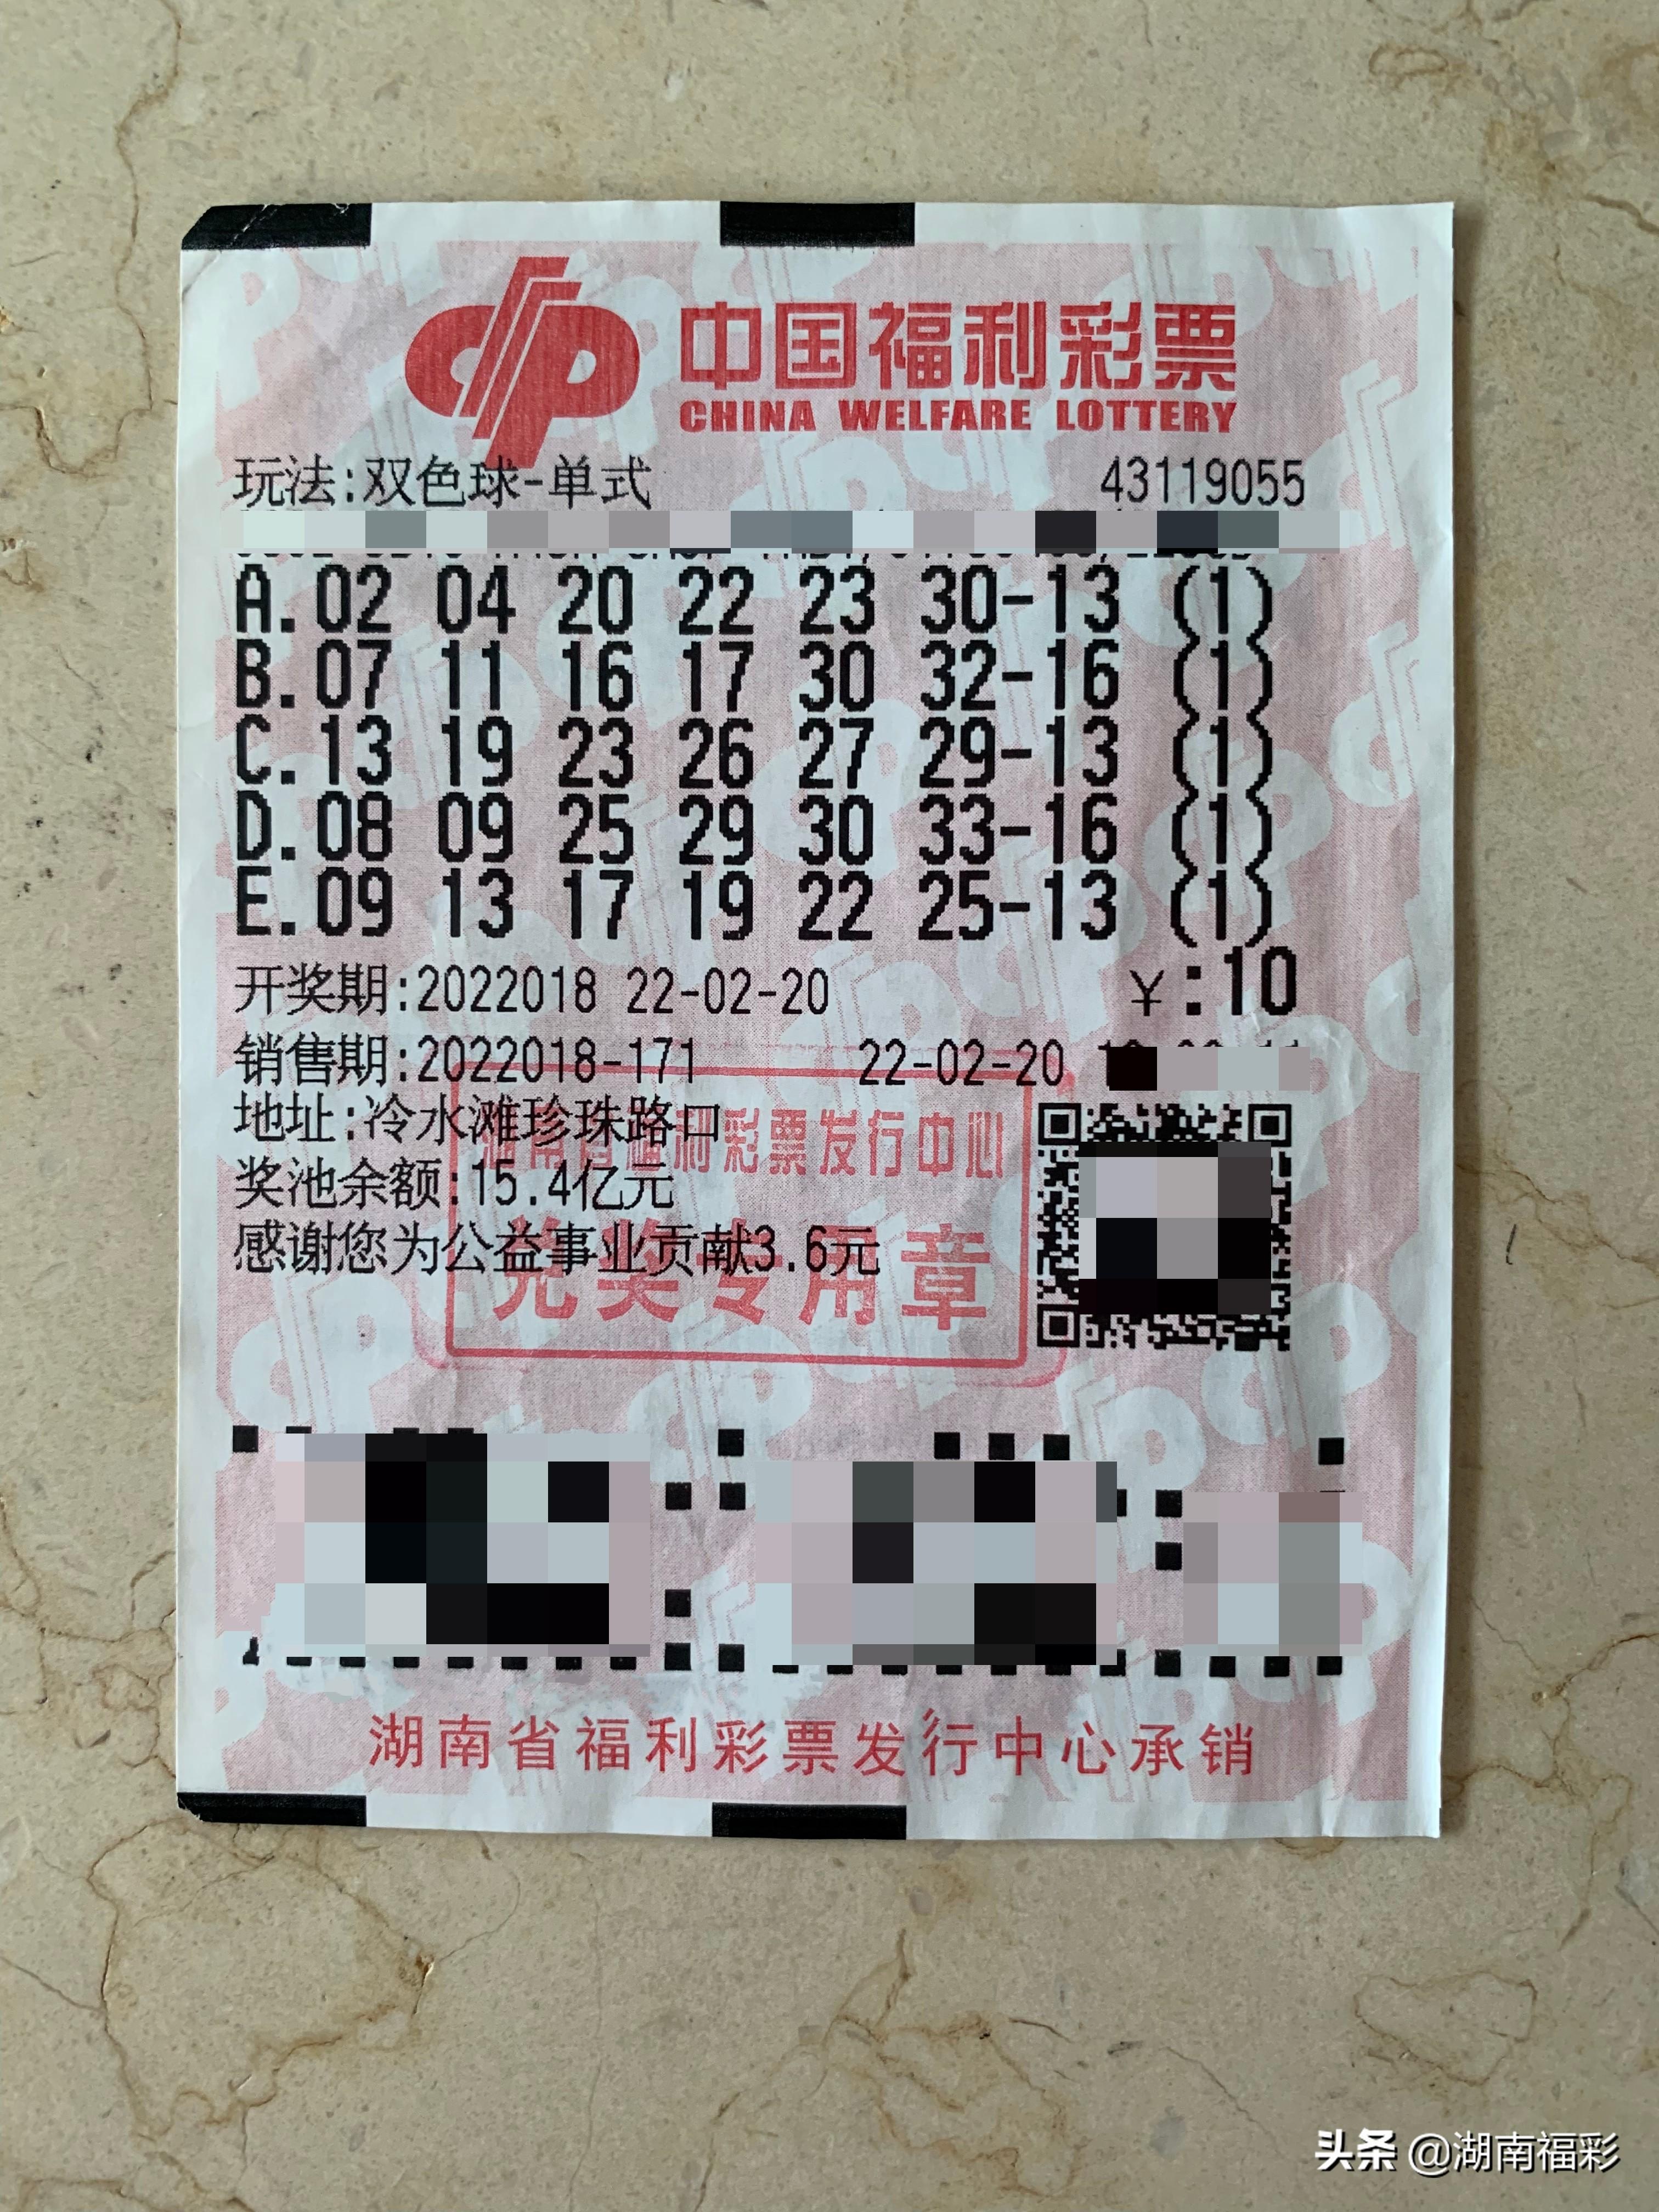 中国福利彩票
CHINA WELFARE LOTTERY
玩法:双色球-单式 43119055
A.02 04 20 22 23 30-13 (1)
B.07 11 16 17 30 32-16 (1)
C.13 19 23 26 27 29-13 (1)
D.08 09 25 29 30 33-16 (1)
E.09 13 17 19 22 25-13 (1)
开奖期:2022018 22-02-20 ¥:10
销售期:2022018-171 22-02-20
地址:冷水滩珍珠路口
奖池余额:15.4亿元
感谢您为公益事业贡献3.6元
湖南省福利彩票发行中心
兑奖专用章
湖南省福利彩票发行中心承销
头条 @湖南福彩